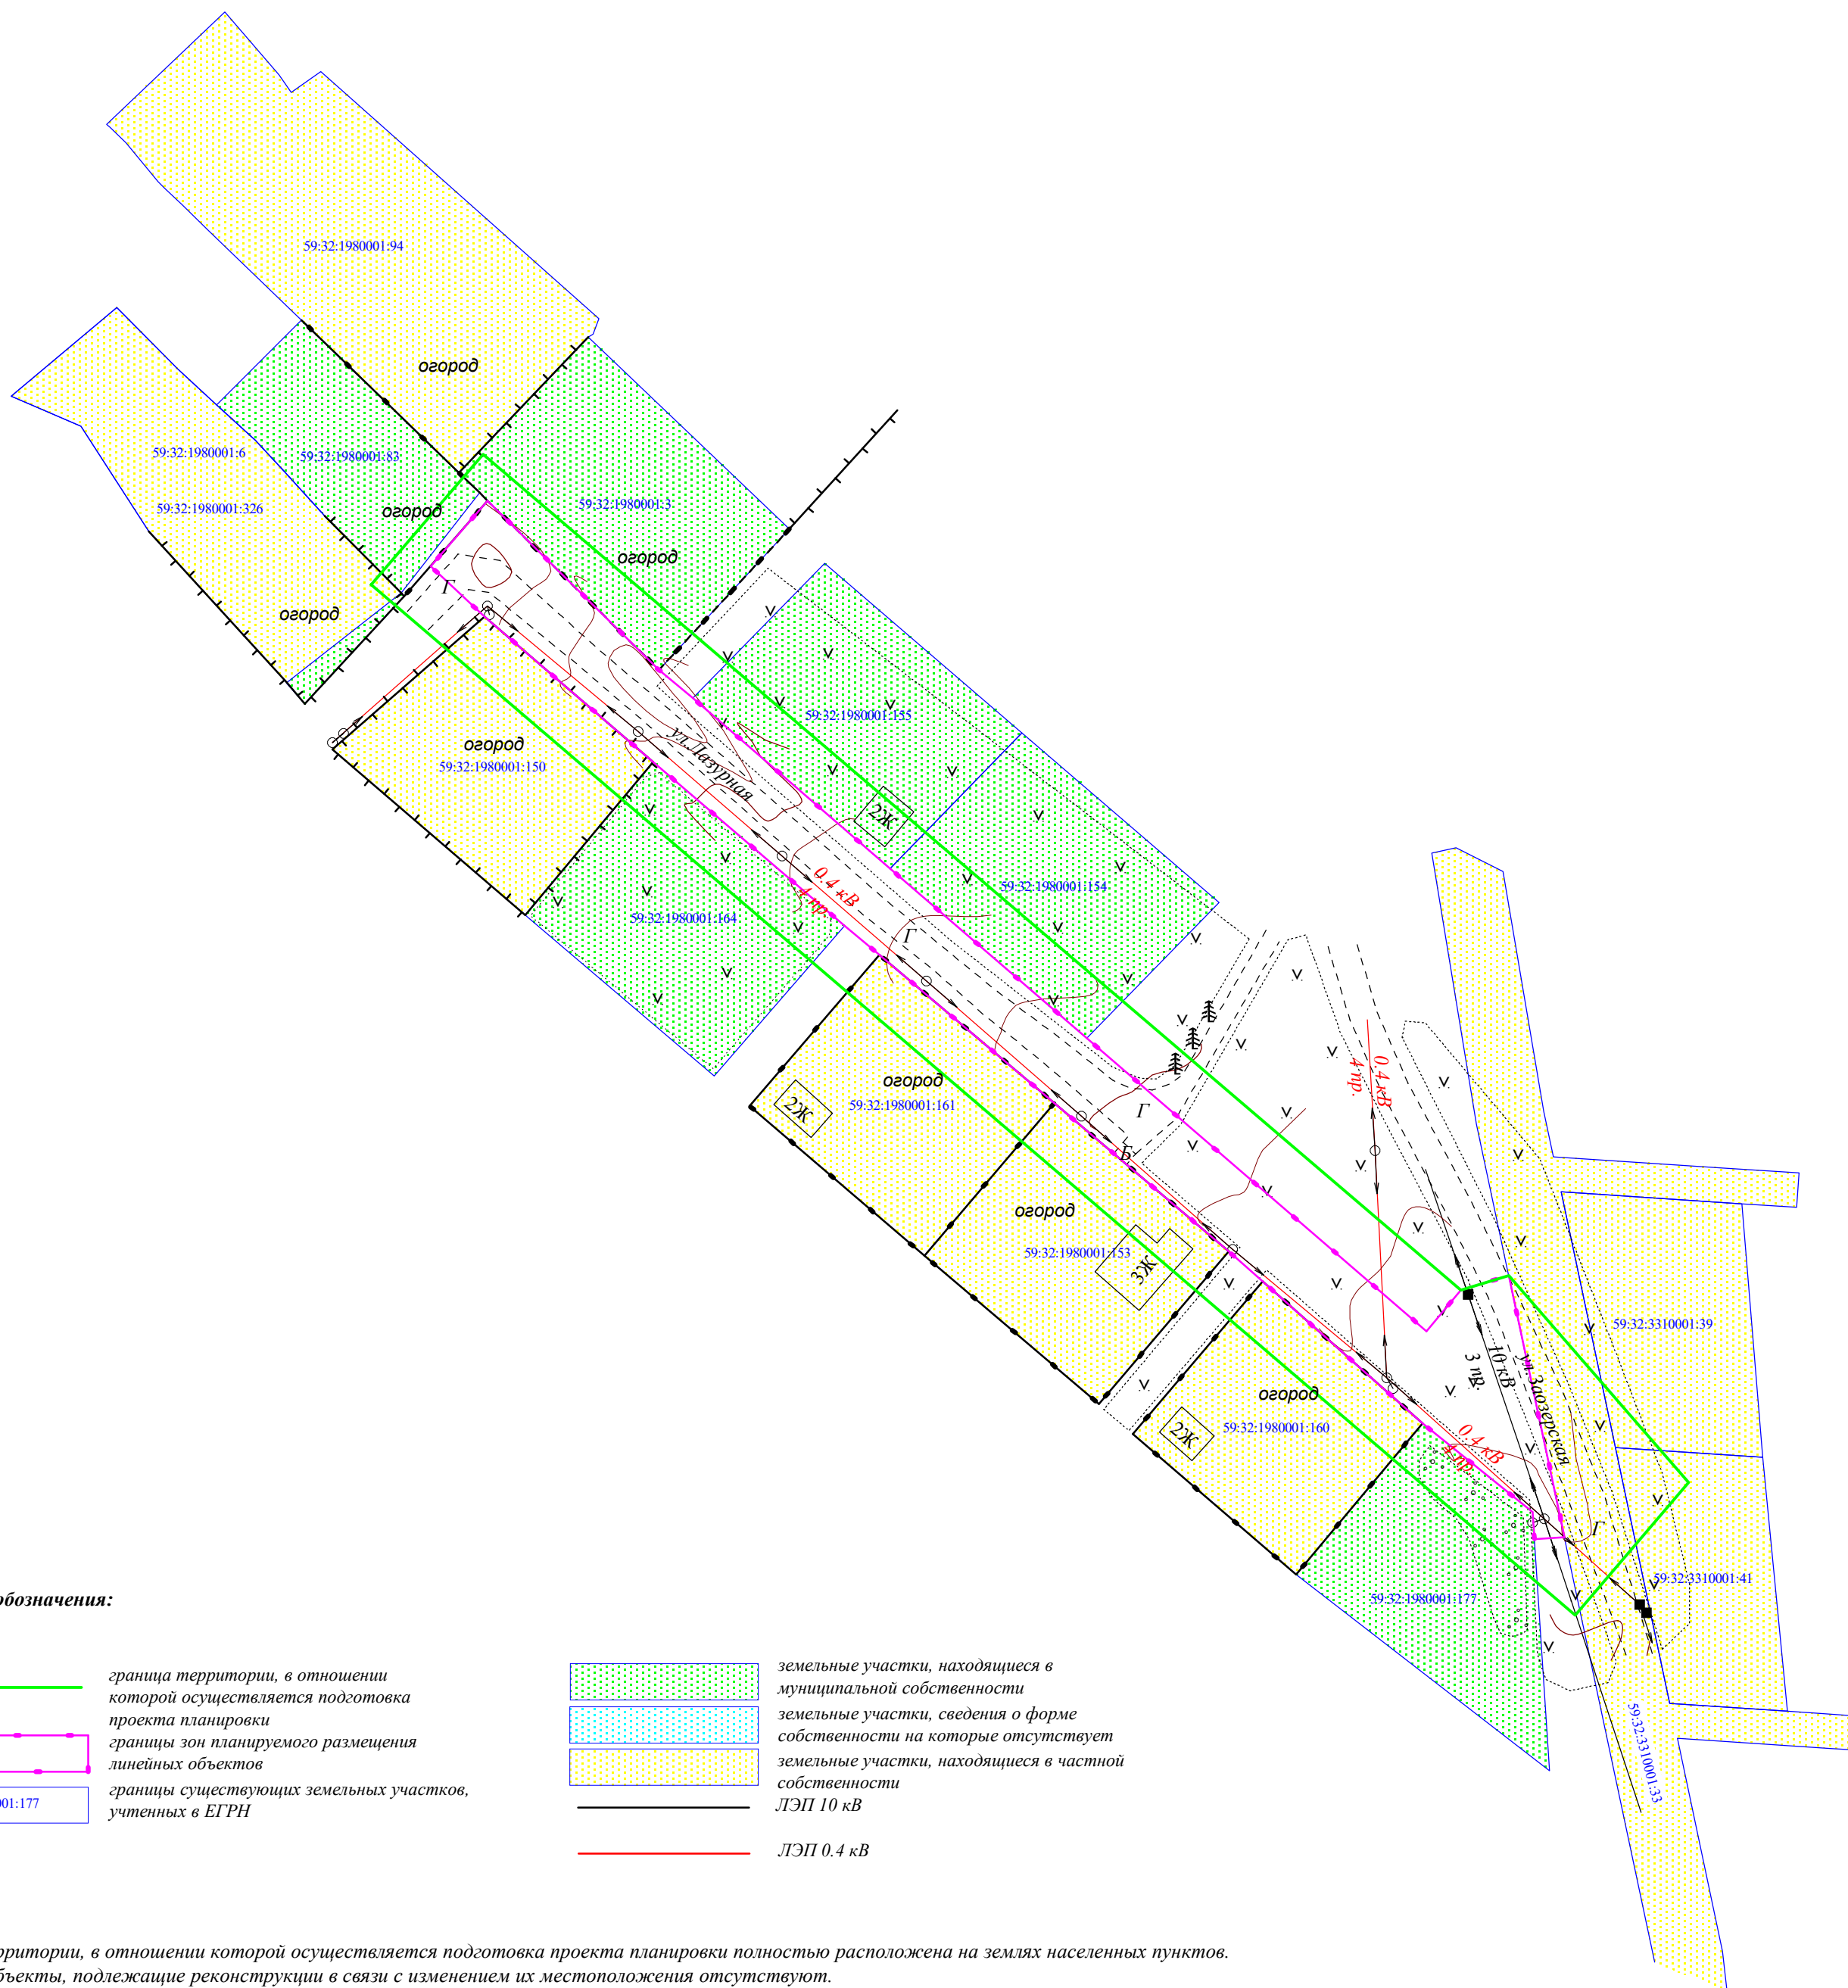 59:32:1980001:94
огород
59:32:1980001:6
59:32:1980001:83
59:32:1980001:326
огород
59:32:1980001:3
огород
огород
Г
огород
59:32:1980001:150
ул.Лазурная
59:32:1980001:155
2Ж
59:32:1980001:164
0.4 кВ
4 пр.
59:32:1980001:154
Г
огород
59:32:1980001:161
2Ж
Г
Б
0.4 кВ
4 пр.
огород
59:32:1980001:153
3Ж
огород
59:32:1980001:160
2Ж
10 кВ
3 пр.
ул.Заозерская
59:32:3310001:39
0.4 кВ
4 пр.
Г
59:32:3310001:41
59:32:1980001:177
59:32:3310001:33
обозначения:
граница территории, в отношении
которой осуществляется подготовка
проекта планировки
границы зон планируемого размещения
линейных объектов
001:177
границы существующих земельных участков,
учтенных в ЕГРН
земельные участки, находящиеся в
муниципальной собственности
земельные участки, сведения о форме
собственности на которые отсутствует
земельные участки, находящиеся в частной
собственности
ЛЭП 10 кВ
ЛЭП 0.4 кВ
рритории, в отношении которой осуществляется подготовка проекта планировки полностью расположена на землях населенных пунктов.
бъекты, подлежащие реконструкции в связи с изменением их местоположения отсутствуют.